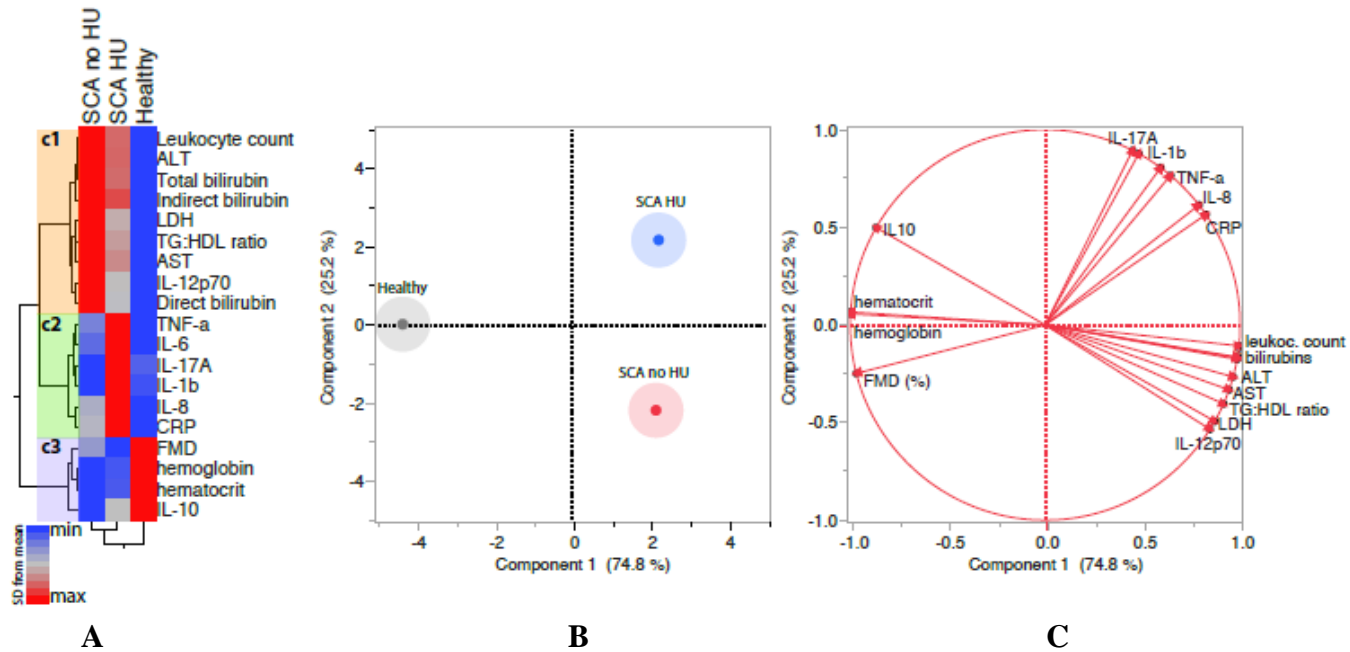 SCA no HU
SCA HU
Healthy
c1
Leukocyte count
ALT
Total bilirubin
Indirect bilirubin
LDH
TG:HDL ratio
AST
IL-12p70
Direct bilirubin
c2
TNF-a
IL-6
IL-17A
IL-1b
IL-8
CRP
c3
FMD
hemoglobin
hematocrit
IL-10
min
max
SD from mean
A
Component 2 (25.2 %)
4
2
0
-2
-4
SCA HU
Healthy
SCA no HU
-4
-2
0
2
4
Component 1 (74.8 %)
B
Component 2 (25.2 %)
1.0
0.5
0.0
-0.5
-1.0
IL-17A
IL-1b
TNF-a
IL-8
CRP
IL10
hematocrit
hemoglobin
FMD (%)
leukoc. count
bilirubins
ALT
AST
TG:HDL ratio
LDH
IL-12p70
-1.0
0.5
0.0
0.5
1.0
Component 1 (74.8 %)
C